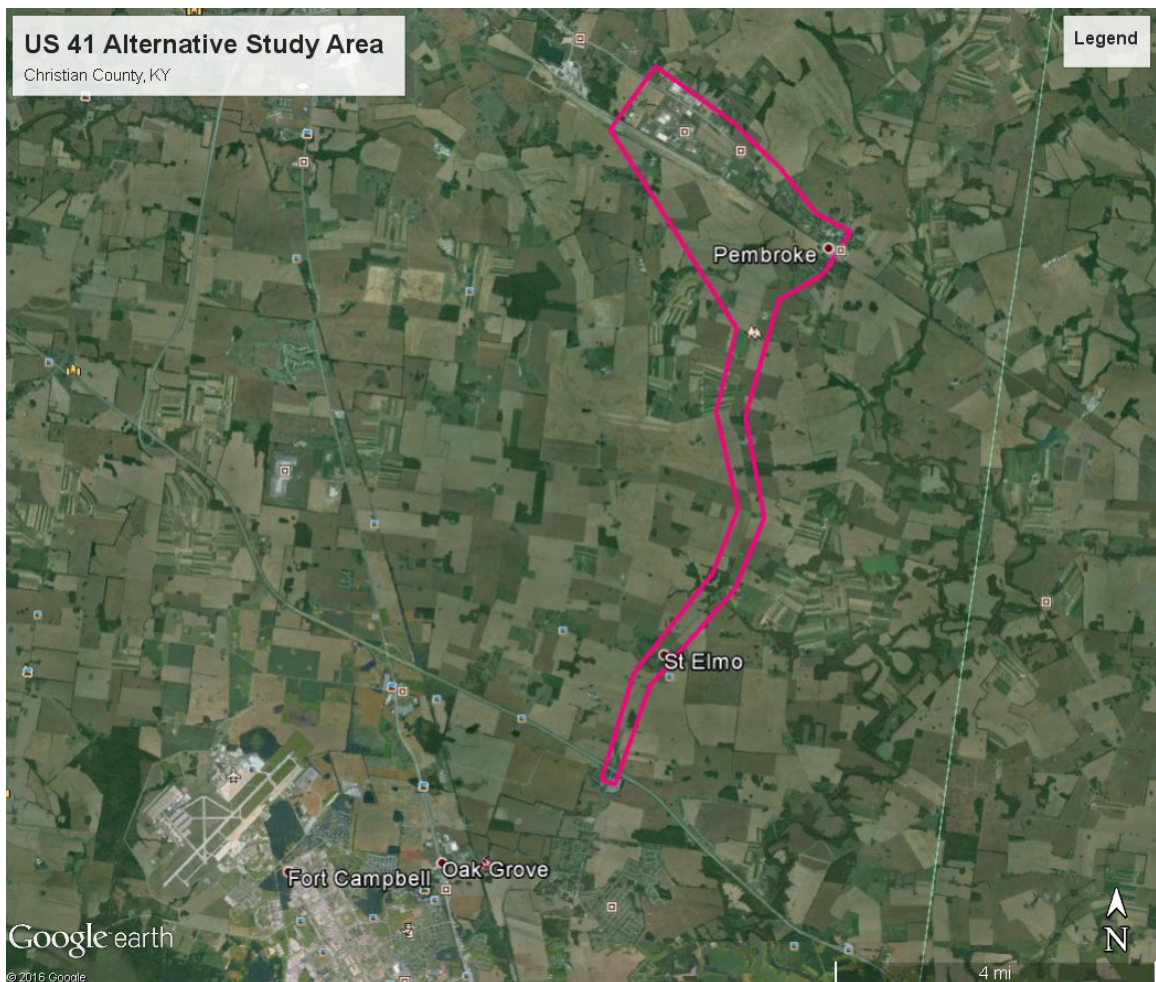 US 41 Alternative Study Area
Christian County, KY
Legend
Pembroke
St Elmo
Oak Grove
Fort Campbell
N
Google earth
© 2016 Google
4 mi